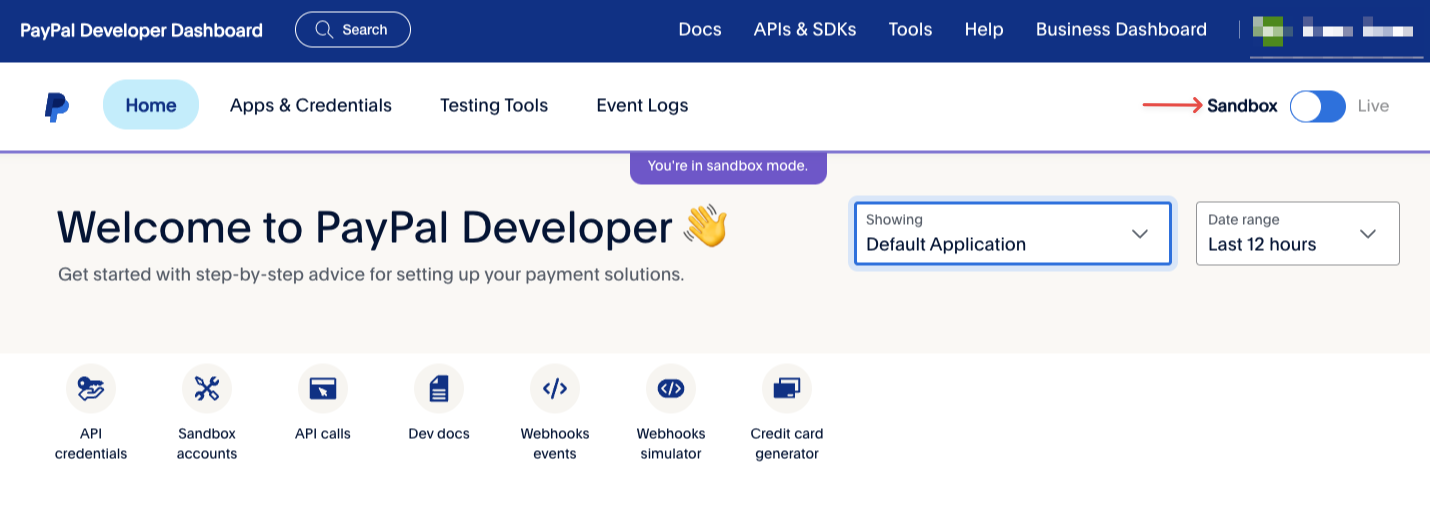 PayPal Developer Dashboard
Search
Docs
APIs & SDKs
Tools
Help
Business Dashboard
Home
Apps & Credentials
Testing Tools
Event Logs
Sandbox
Live
You're in sandbox mode.
Welcome to PayPal Developer 👋
Get started with step-by-step advice for setting up your payment solutions.
Showing
Default Application
Date range
Last 12 hours
API
credentials
Sandbox
accounts
API calls
Dev docs
Webhooks
events
Webhooks
simulator
Credit card
generator